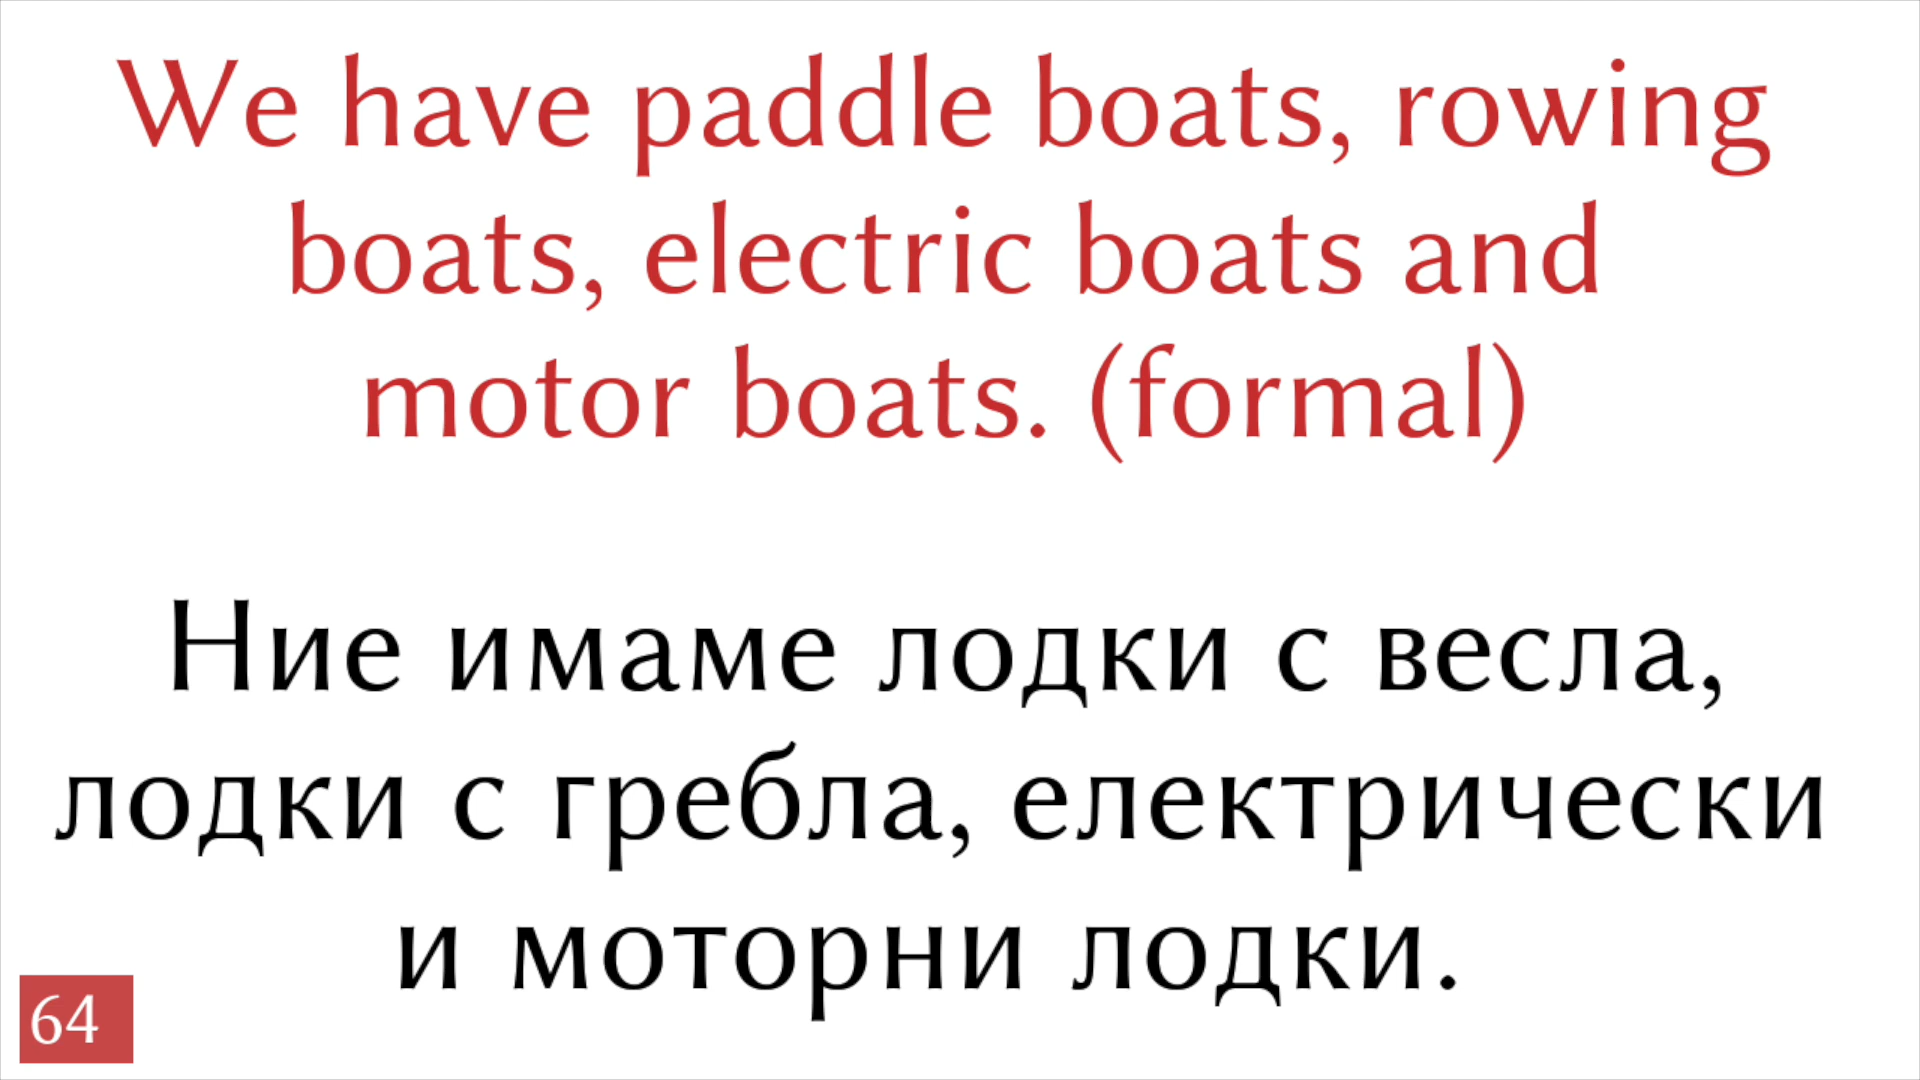 We have paddle boats, rowing
boats, electric boats and
motor boats. (formal)
Ние имаме лодки с весла,
лодки с гребла, електрически
и моторни лодки.
64